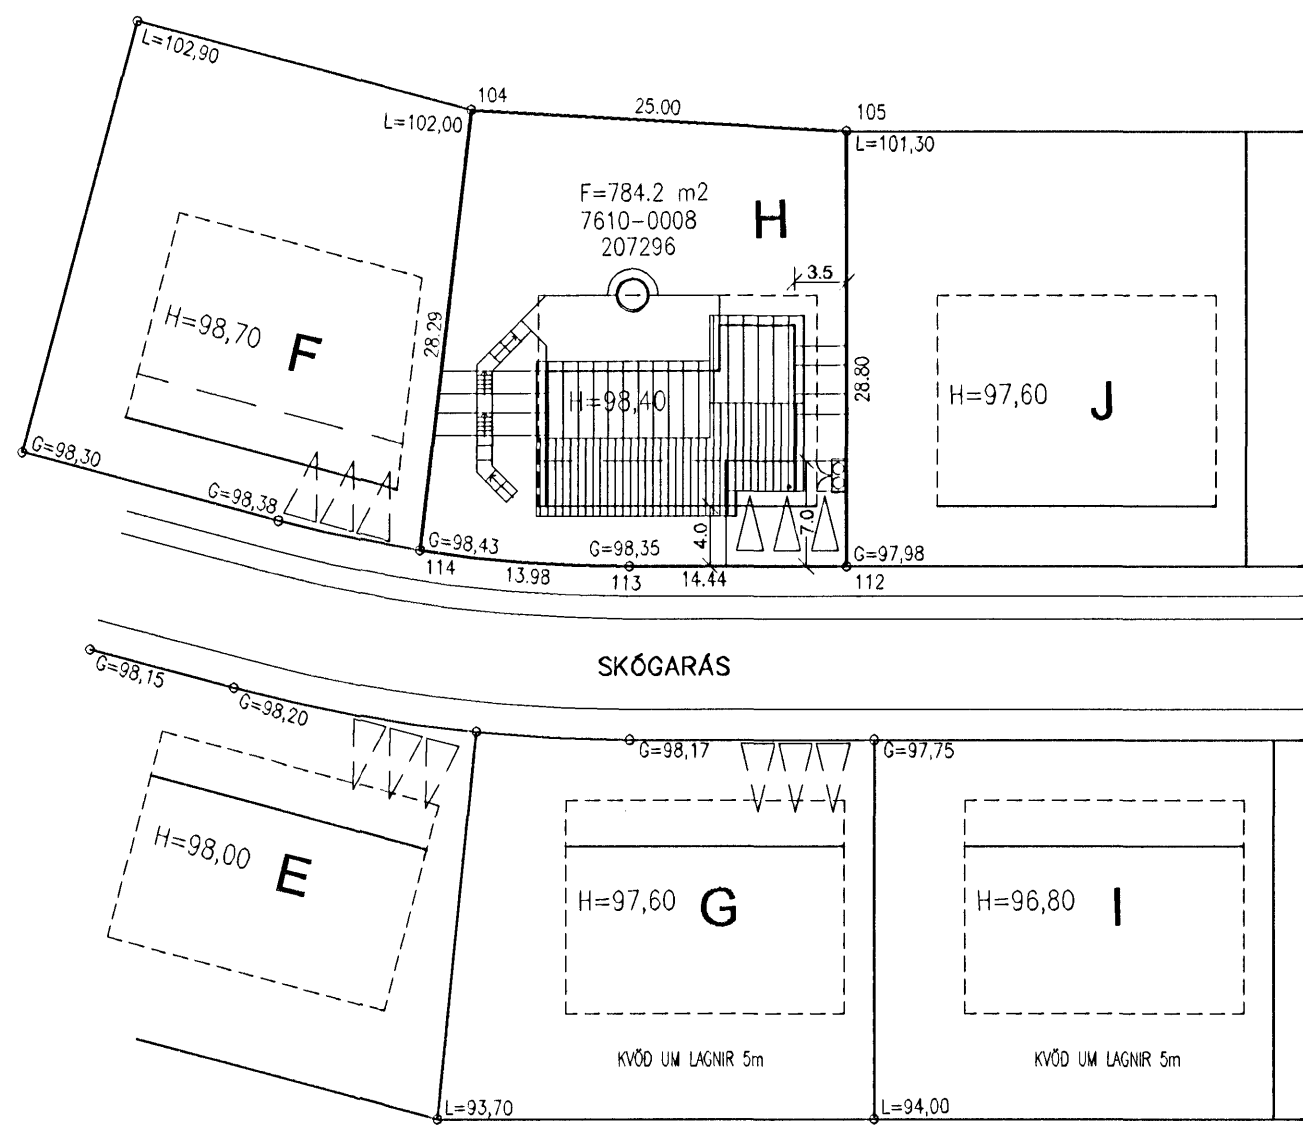 L=102,90
104
25.00
105
L=102,00
L=101,30
F=784.2 m2
7610-0008
207296
H
3.5
H=98,70
F
28.29
28.80
H=98,40
H=97,60
J
G=98,30
G=98,38
G=98,43
G=98,35
4.0
7.0
G=97,98
114
13.98
113
14.44
112
SKÓGARÁS
G=98,15
G=98,20
G=98,17
G=97,75
H=98,00
E
H=97,60
G
H=96,80
I
KVÖÐ UM LAGNIR 5m
KVÖÐ UM LAGNIR 5m
L=93,70
L=94,00